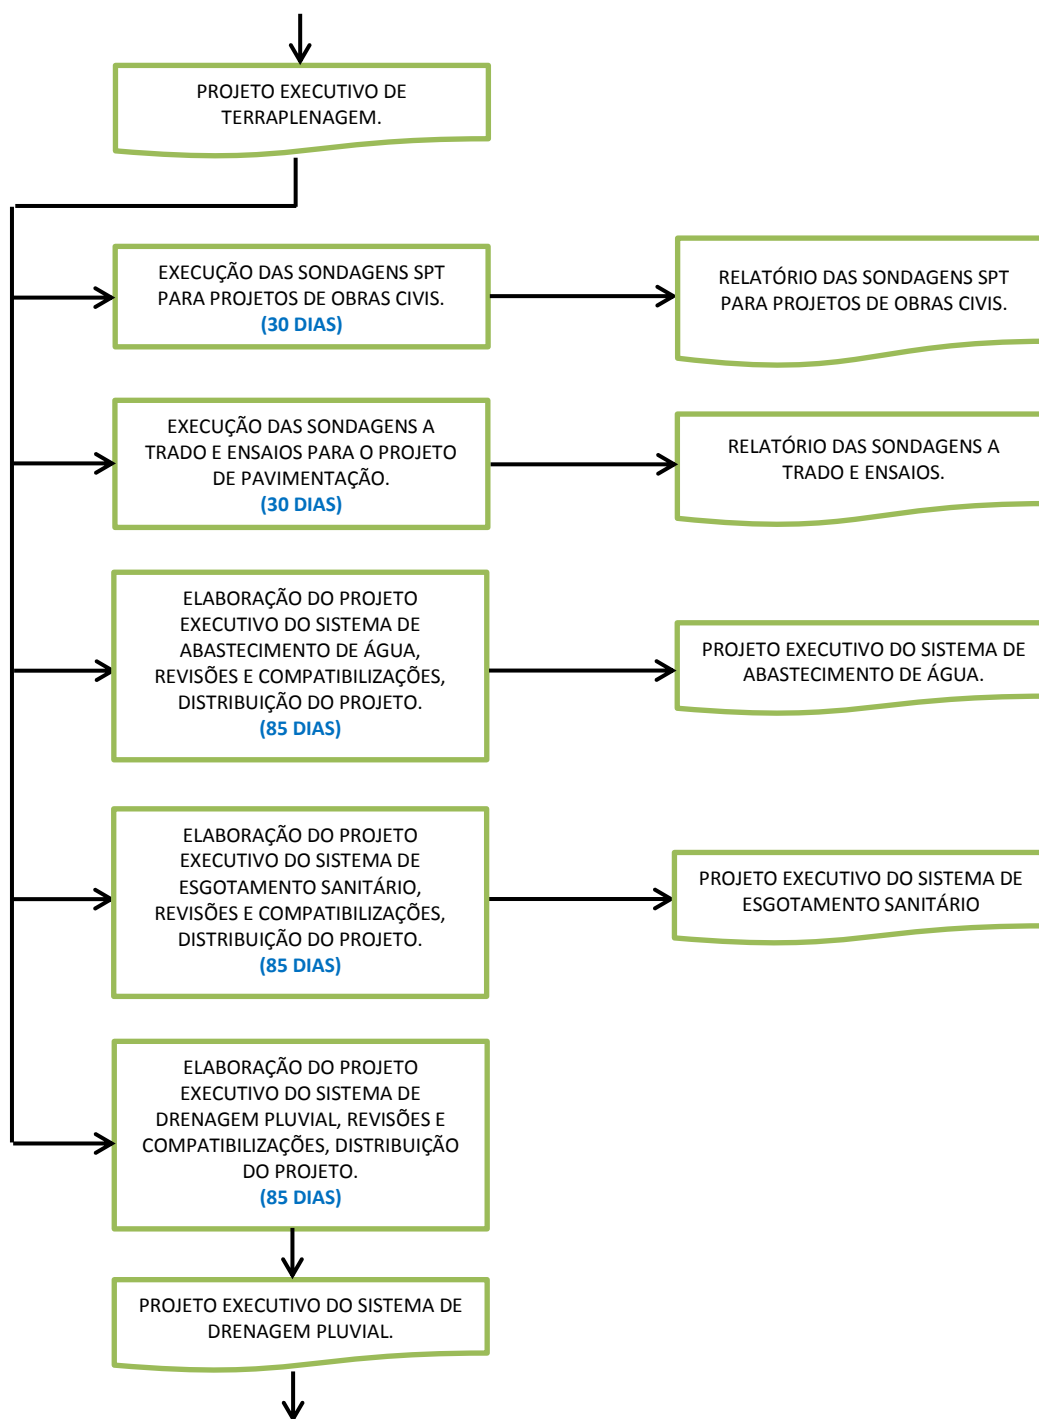 PROJETO EXECUTIVO DE
TERRAPLENAGEM.
EXECUÇÃO DAS SONDAGENS SPT
PARA PROJETOS DE OBRAS CIVIS.
(30 DIAS)
RELATÓRIO DAS SONDAGENS SPT
PARA PROJETOS DE OBRAS CIVIS.
EXECUÇÃO DAS SONDAGENS A
TRADO E ENSAIOS PARA O PROJETO
DE PAVIMENTAÇÃO.
(30 DIAS)
RELATÓRIO DAS SONDAGENS A
TRADO E ENSAIOS.
ELABORAÇÃO DO PROJETO
EXECUTIVO DO SISTEMA DE
ABASTECIMENTO DE ÁGUA,
REVISÕES E COMPATIBILIZAÇÕES,
DISTRIBUIÇÃO DO PROJETO.
(85 DIAS)
PROJETO EXECUTIVO DO SISTEMA DE
ABASTECIMENTO DE ÁGUA.
ELABORAÇÃO DO PROJETO
EXECUTIVO DO SISTEMA DE
ESGOTAMENTO SANITÁRIO,
REVISÕES E COMPATIBILIZAÇÕES,
DISTRIBUIÇÃO DO PROJETO.
(85 DIAS)
PROJETO EXECUTIVO DO SISTEMA DE
ESGOTAMENTO SANITÁRIO
ELABORAÇÃO DO PROJETO
EXECUTIVO DO SISTEMA DE
DRENAGEM PLUVIAL, REVISÕES E
COMPATIBILIZAÇÕES, DISTRIBUIÇÃO
DO PROJETO.
(85 DIAS)
PROJETO EXECUTIVO DO SISTEMA DE
DRENAGEM PLUVIAL.